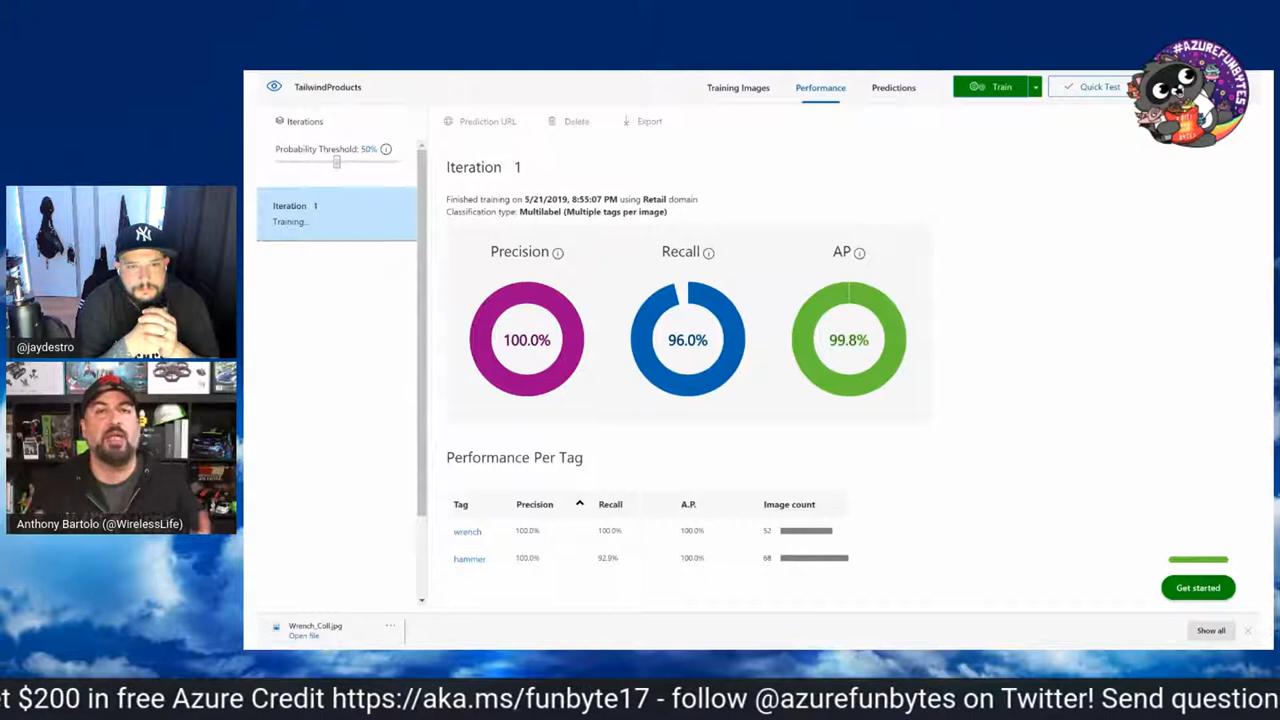 #AZUREFUNBYTES
TailwindProducts
Training Images
Performance
Predictions
Train
Quick Test
Iterations
Prediction URL
Delete
Export
Probability Threshold: 50%
Iteration 1
Training...
Iteration 1
Finished training on 5/21/2019, 8:55:07 PM using Retail domain
Classification type: Multilabel (Multiple tags per image)
Precision
Recall
AP
100.0%
96.0%
99.8%
@jaydestro
Anthony Bartolo (@WirelessLife)
Performance Per Tag
Tag Precision Recall A.P. Image count
wrench 100.0% 100.0% 100.0% 52
hammer 100.0% 92.9% 100.0% 68
Get started
Wrench_Coll.jpg
Open file
Show all
t $200 in free Azure Credit https://aka.ms/funbyte17 - follow @azurefunbytes on Twitter! Send question